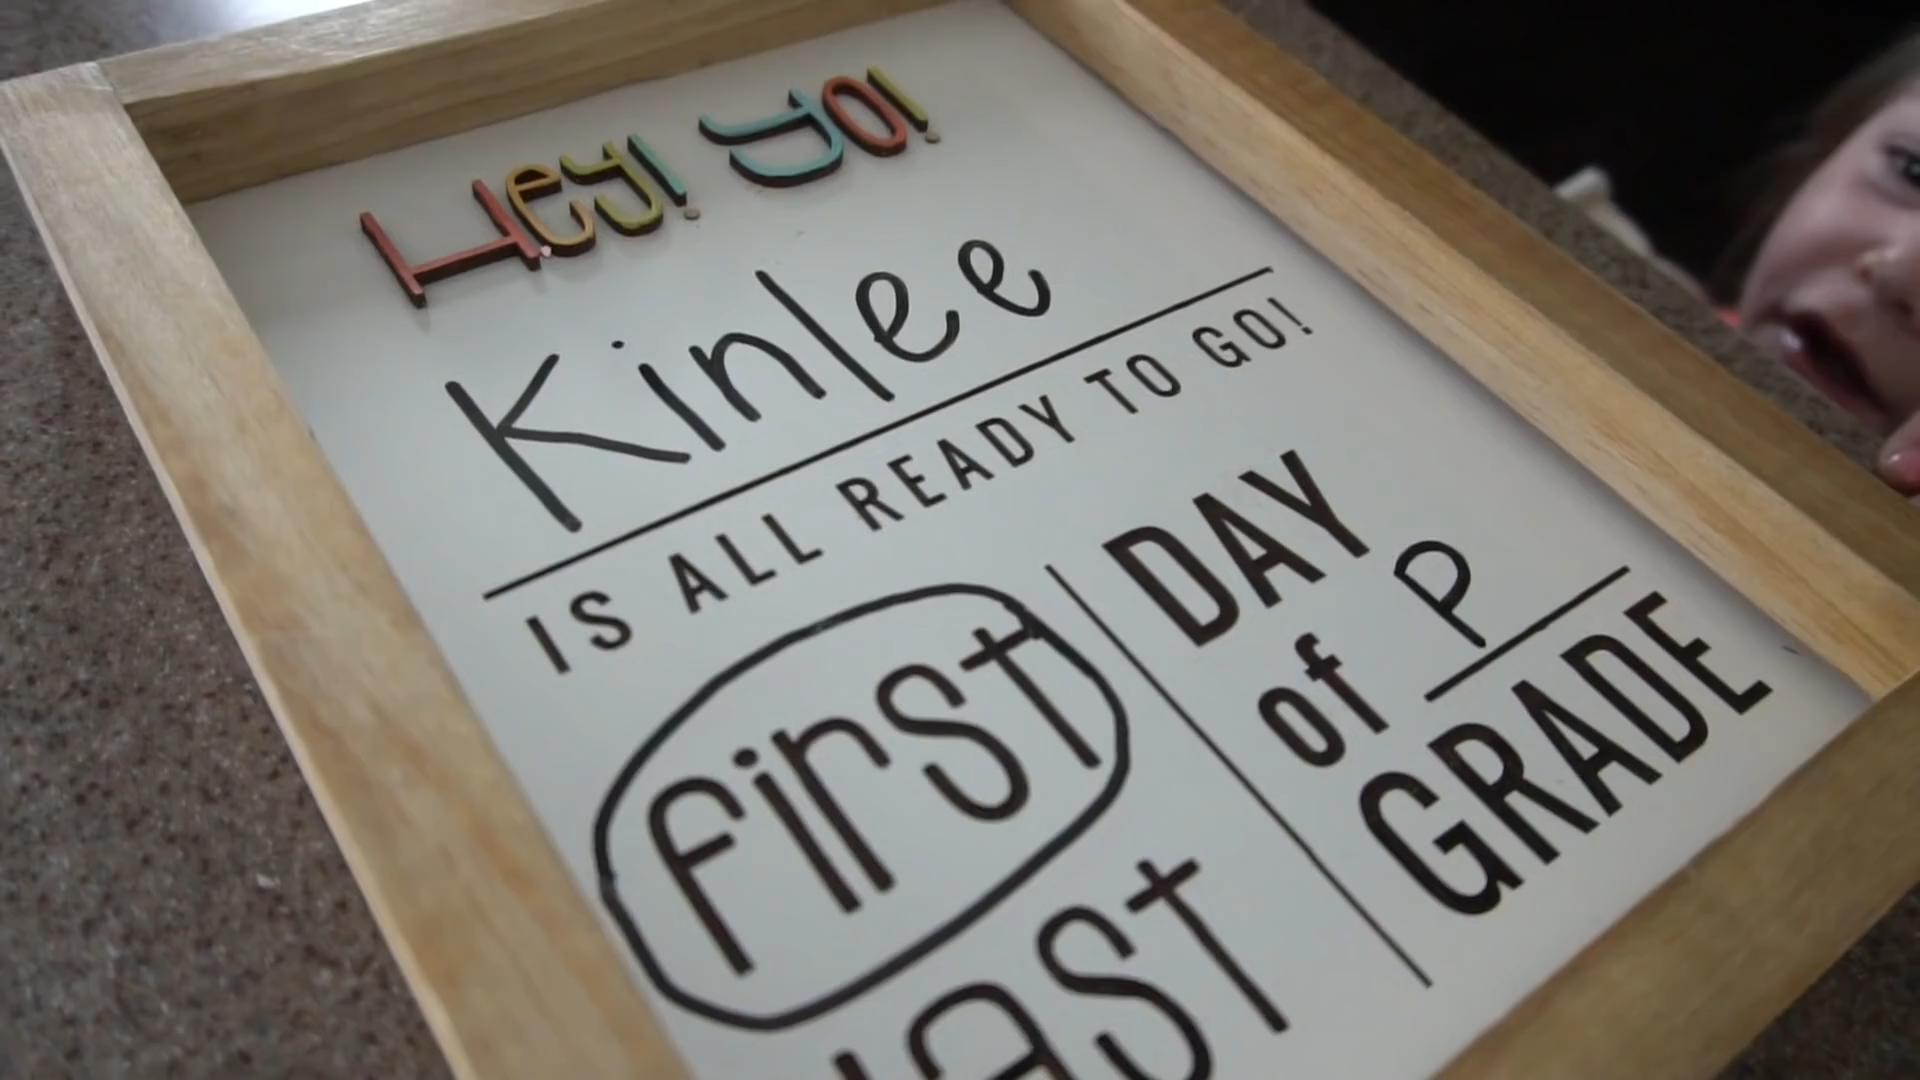 Hey! Yo!
Kinlee
IS ALL READY TO GO!
first
last
DAY
of P
GRADE